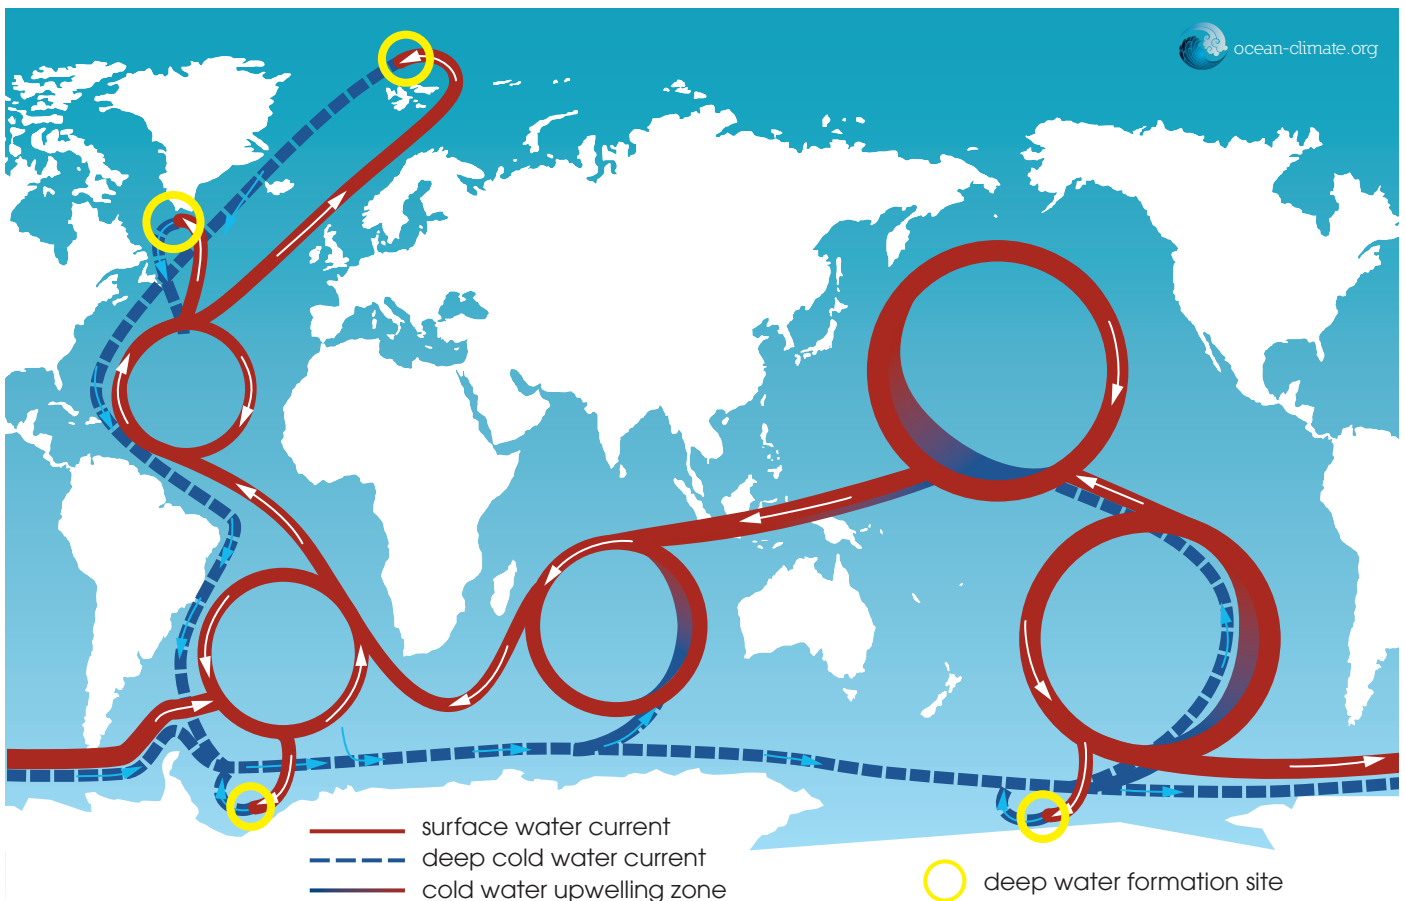 ocean-climate.org
surface water current
deep cold water current
cold water upwelling zone
deep water formation site